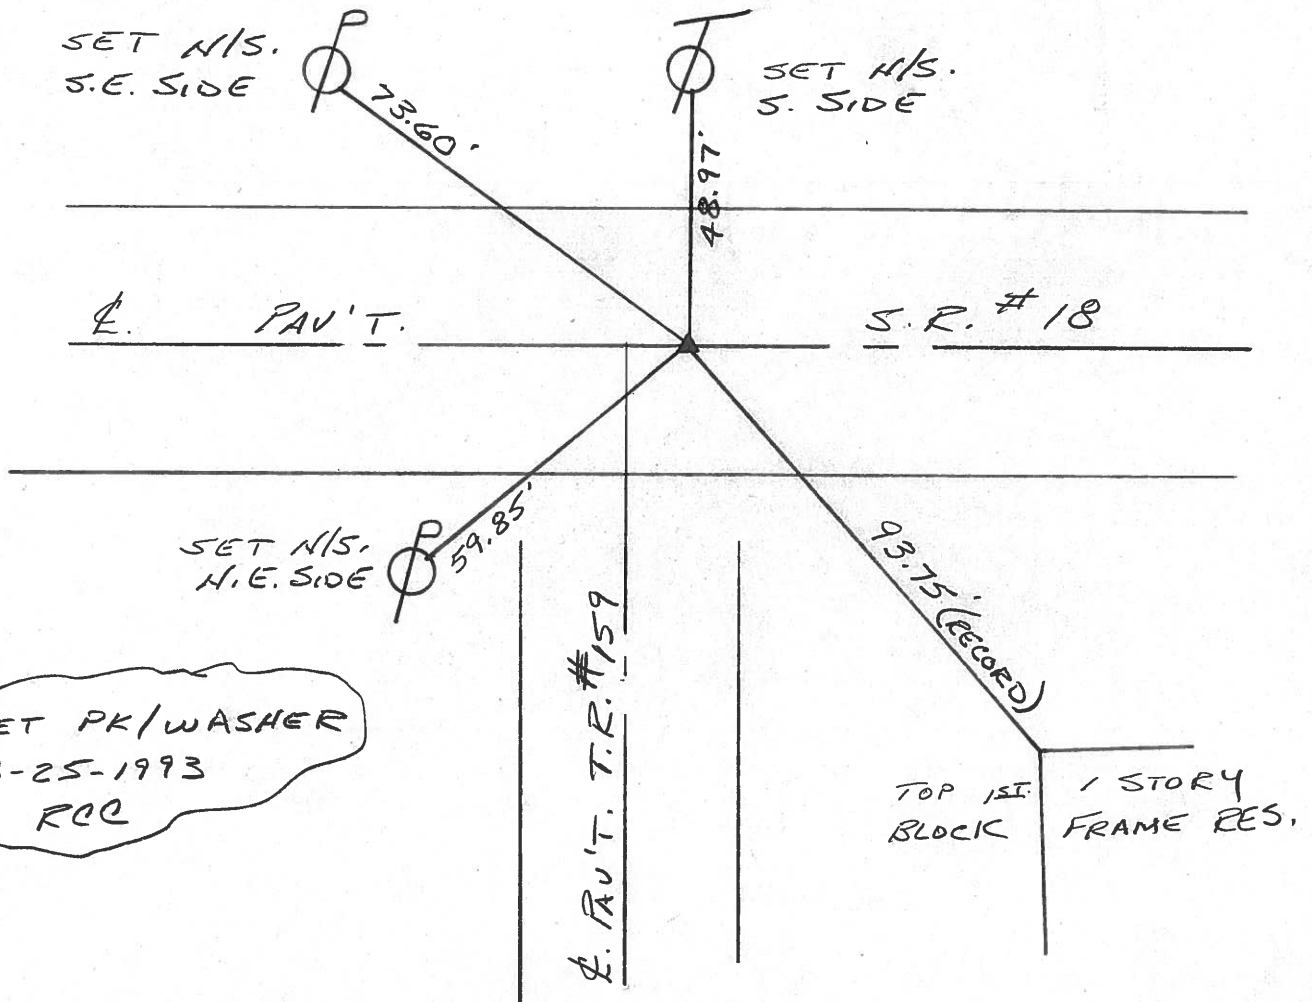 SET N/S.
S.E. SIDE
P
73.60'
T
SET N/S.
S. SIDE
48.97'
℄. PAV'T.
S.R. #18
SET N/S.
N.E. SIDE
P
59.85'
93.75' (RECORD)
℄. PAV'T. T.R. #159
ET PK/WASHER
-25-1993
RCC
TOP 1ST.
BLOCK
1 STORY
FRAME RES.